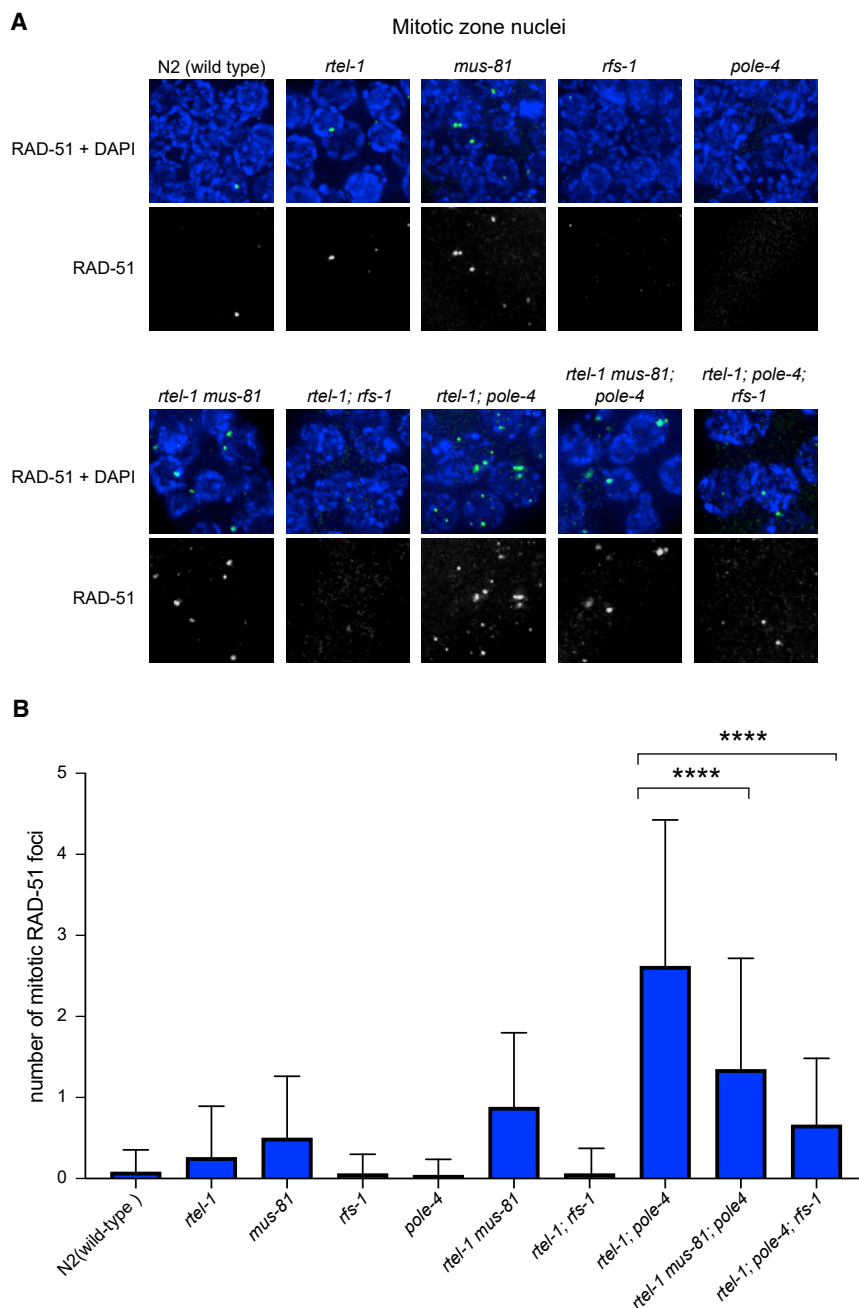 A
Mitotic zone nuclei
N2 (wild type) rtel-1 mus-81 rfs-1 pole-4
RAD-51 + DAPI
RAD-51
rtel-1 mus-81 rtel-1; rfs-1 rtel-1; pole-4 rtel-1 mus-81; pole-4 rtel-1; pole-4; rfs-1
RAD-51 + DAPI
RAD-51
B
****
****
number of mitotic RAD-51 foci
5
4
3
2
1
0
N2(wild-type )
rtel-1
mus-81
rfs-1
pole-4
rtel-1 mus-81
rtel-1; rfs-1
rtel-1; pole-4
rtel-1 mus-81; pole4
rtel-1; pole-4; rfs-1